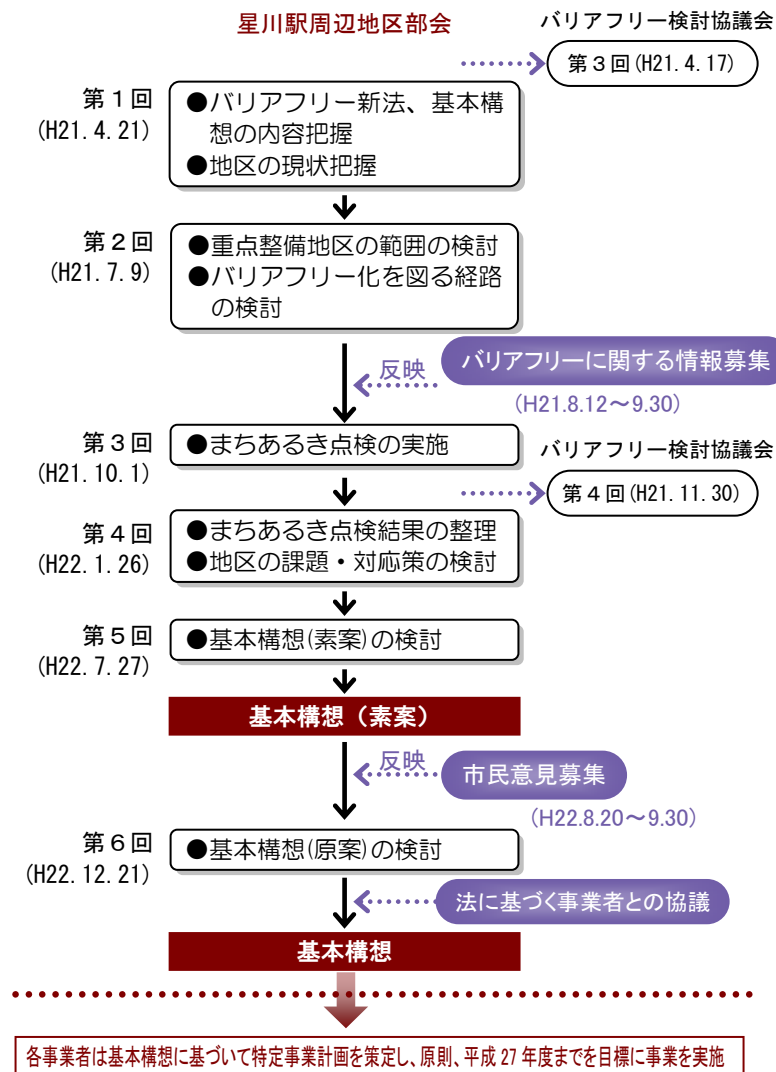 星川駅周辺地区部会
バリアフリー検討協議会
第3回(H21.4.17)
第1回
(H21.4.21)
●バリアフリー新法、基本構
想の内容把握
●地区の現状把握
第2回
(H21.7.9)
●重点整備地区の範囲の検討
●バリアフリー化を図る経路
の検討
反映
バリアフリーに関する情報募集
(H21.8.12～9.30)
第3回
(H21.10.1)
●まちあるき点検の実施
バリアフリー検討協議会
第4回(H21.11.30)
第4回
(H22.1.26)
●まちあるき点検結果の整理
●地区の課題・対応策の検討
第5回
(H22.7.27)
●基本構想(素案)の検討
基本構想（素案）
反映
市民意見募集
(H22.8.20～9.30)
第6回
(H22.12.21)
●基本構想(原案)の検討
法に基づく事業者との協議
基本構想
各事業者は基本構想に基づいて特定事業計画を策定し、原則、平成27年度までを目標に事業を実施